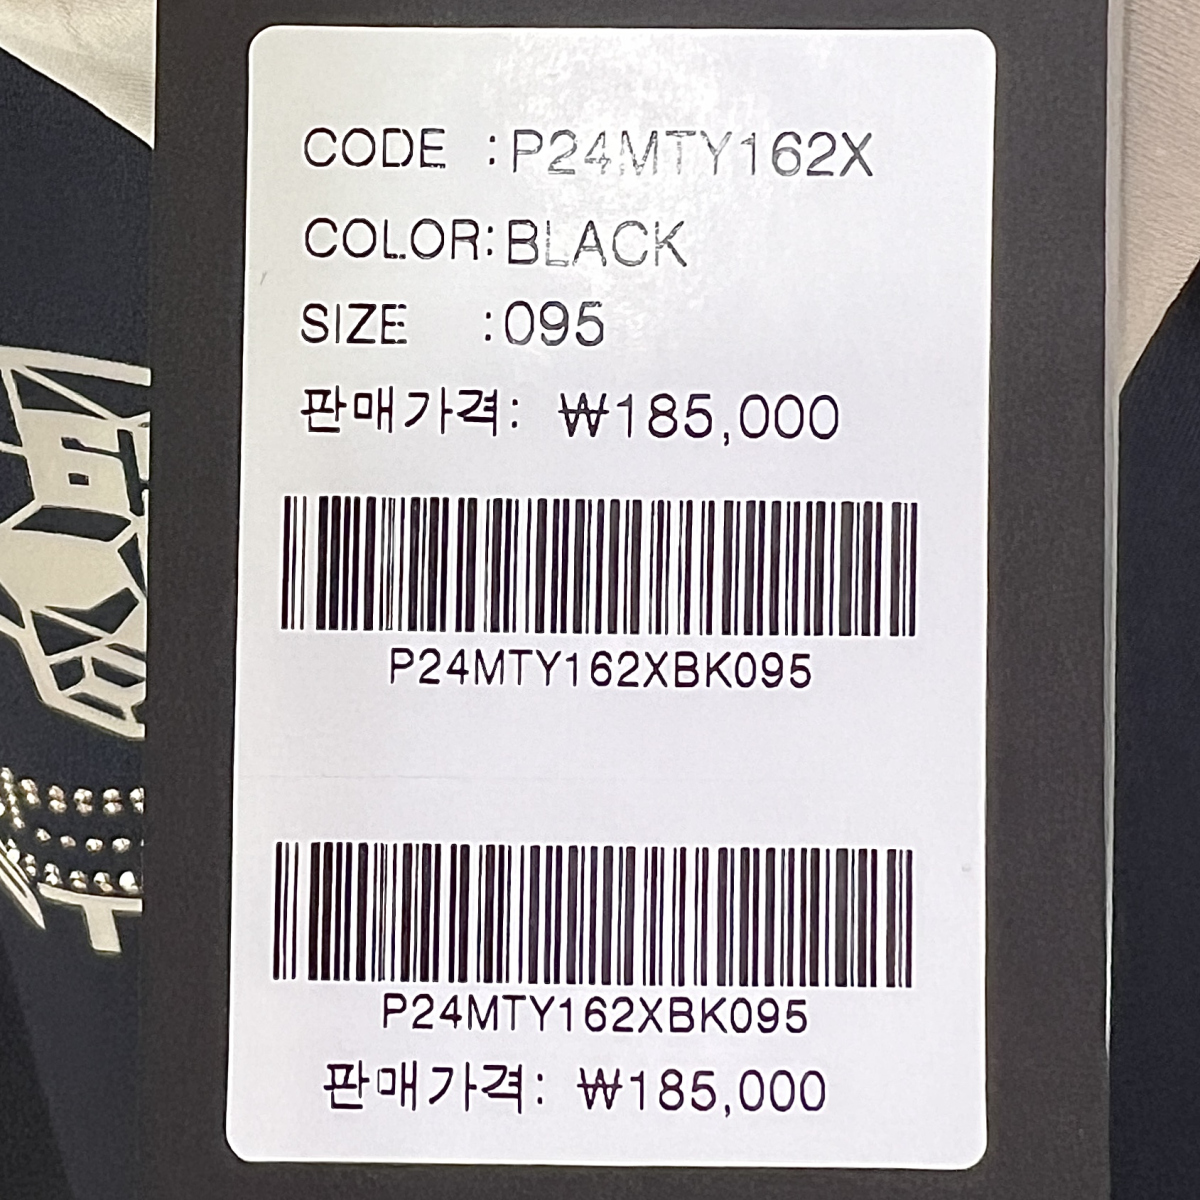 CODE :P24MTY162X
COLOR:BLACK
SIZE :095
판매가격: ₩185,000
P24MTY162XBK095
P24MTY162XBK095
판매가격: ₩185,000